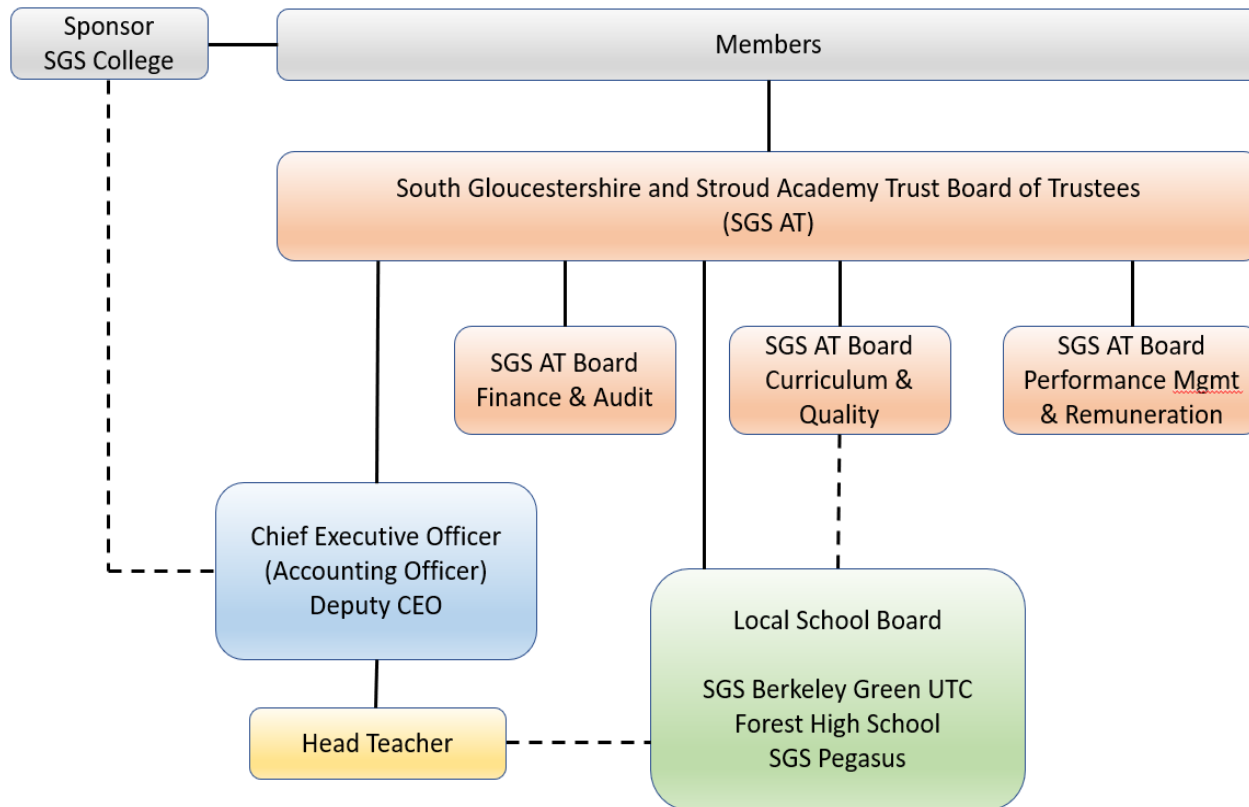 Sponsor
SGS College
Members
South Gloucestershire and Stroud Academy Trust Board of Trustees
(SGS AT)
SGS AT Board
Finance & Audit
SGS AT Board
Curriculum &
Quality
SGS AT Board
Performance Mgmt
& Remuneration
Chief Executive Officer
(Accounting Officer)
Deputy CEO
Local School Board
SGS Berkeley Green UTC
Forest High School
SGS Pegasus
Head Teacher